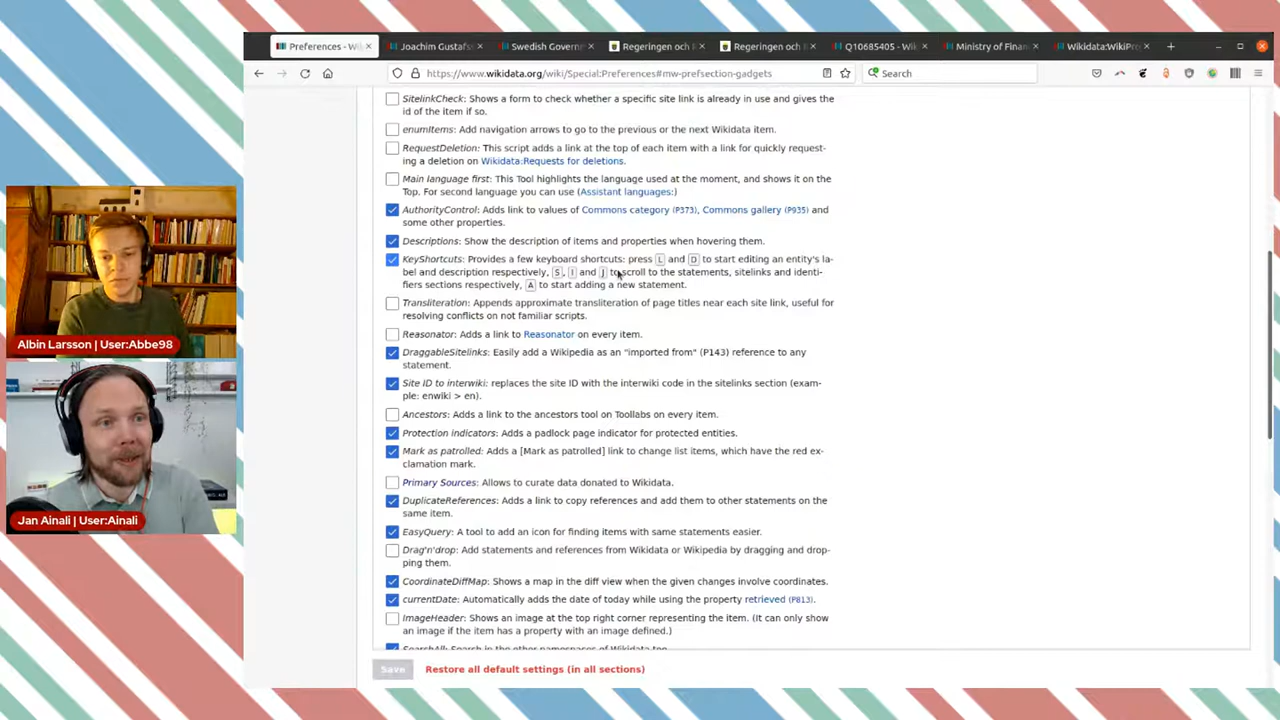 Preferences - Wi
Joachim Gustafs
Swedish Governm
Regeringen och
Regeringen och
Q10685405 - Wik
Ministry of Finan
Wikidata:WikiPro
https://www.wikidata.org/wiki/Special:Preferences#mw-prefsection-gadgets
Search
SitelinkCheck: Shows a form to check whether a specific site link is already in use and gives the
id of the item if so.
enumItems: Add navigation arrows to go to the previous or the next Wikidata item.
RequestDeletion: This script adds a link at the top of each item with a link for quickly request-
ing a deletion on Wikidata:Requests for deletions.
Main language first: This Tool highlights the language used at the moment, and shows it on the
Top. For second language you can use (Assistant languages:)
AuthorityControl: Adds link to values of Commons category (P373), Commons gallery (P935) and
some other properties.
Descriptions: Show the description of items and properties when hovering them.
KeyShortcuts: Provides a few keyboard shortcuts: press L and D to start editing an entity's la-
bel and description respectively, S, I and J to scroll to the statements, sitelinks and identi-
fiers sections respectively, A to start adding a new statement.
Transliteration: Appends approximate transliteration of page titles near each site link, useful for
resolving conflicts on not familiar scripts.
Reasonator: Adds a link to Reasonator on every item.
DraggableSitelinks: Easily add a Wikipedia as an "imported from" (P143) reference to any
statement.
Site ID to interwiki: replaces the site ID with the interwiki code in the sitelinks section (exam-
ple: enwiki > en).
Ancestors: Adds a link to the ancestors tool on Toollabs on every item.
Protection indicators: Adds a padlock page indicator for protected entities.
Mark as patrolled: Adds a [Mark as patrolled] link to change list items, which have the red ex-
clamation mark.
Primary Sources: Allows to curate data donated to Wikidata.
DuplicateReferences: Adds a link to copy references and add them to other statements on the
same item.
EasyQuery: A tool to add an icon for finding items with same statements easier.
Drag'n'drop: Add statements and references from Wikidata or Wikipedia by dragging and drop-
ping them.
CoordinateDiffMap: Shows a map in the diff view when the given changes involve coordinates.
currentDate: Automatically adds the date of today while using the property retrieved (P813).
ImageHeader: Shows an image at the top right corner representing the item. (It can only show
an image if the item has a property with an image defined.)
SearchAll: Search in the other namespaces of Wikidata too.
Save
Restore all default settings (in all sections)
Albin Larsson | User:Abbe98
Jan Ainali | User:Ainali